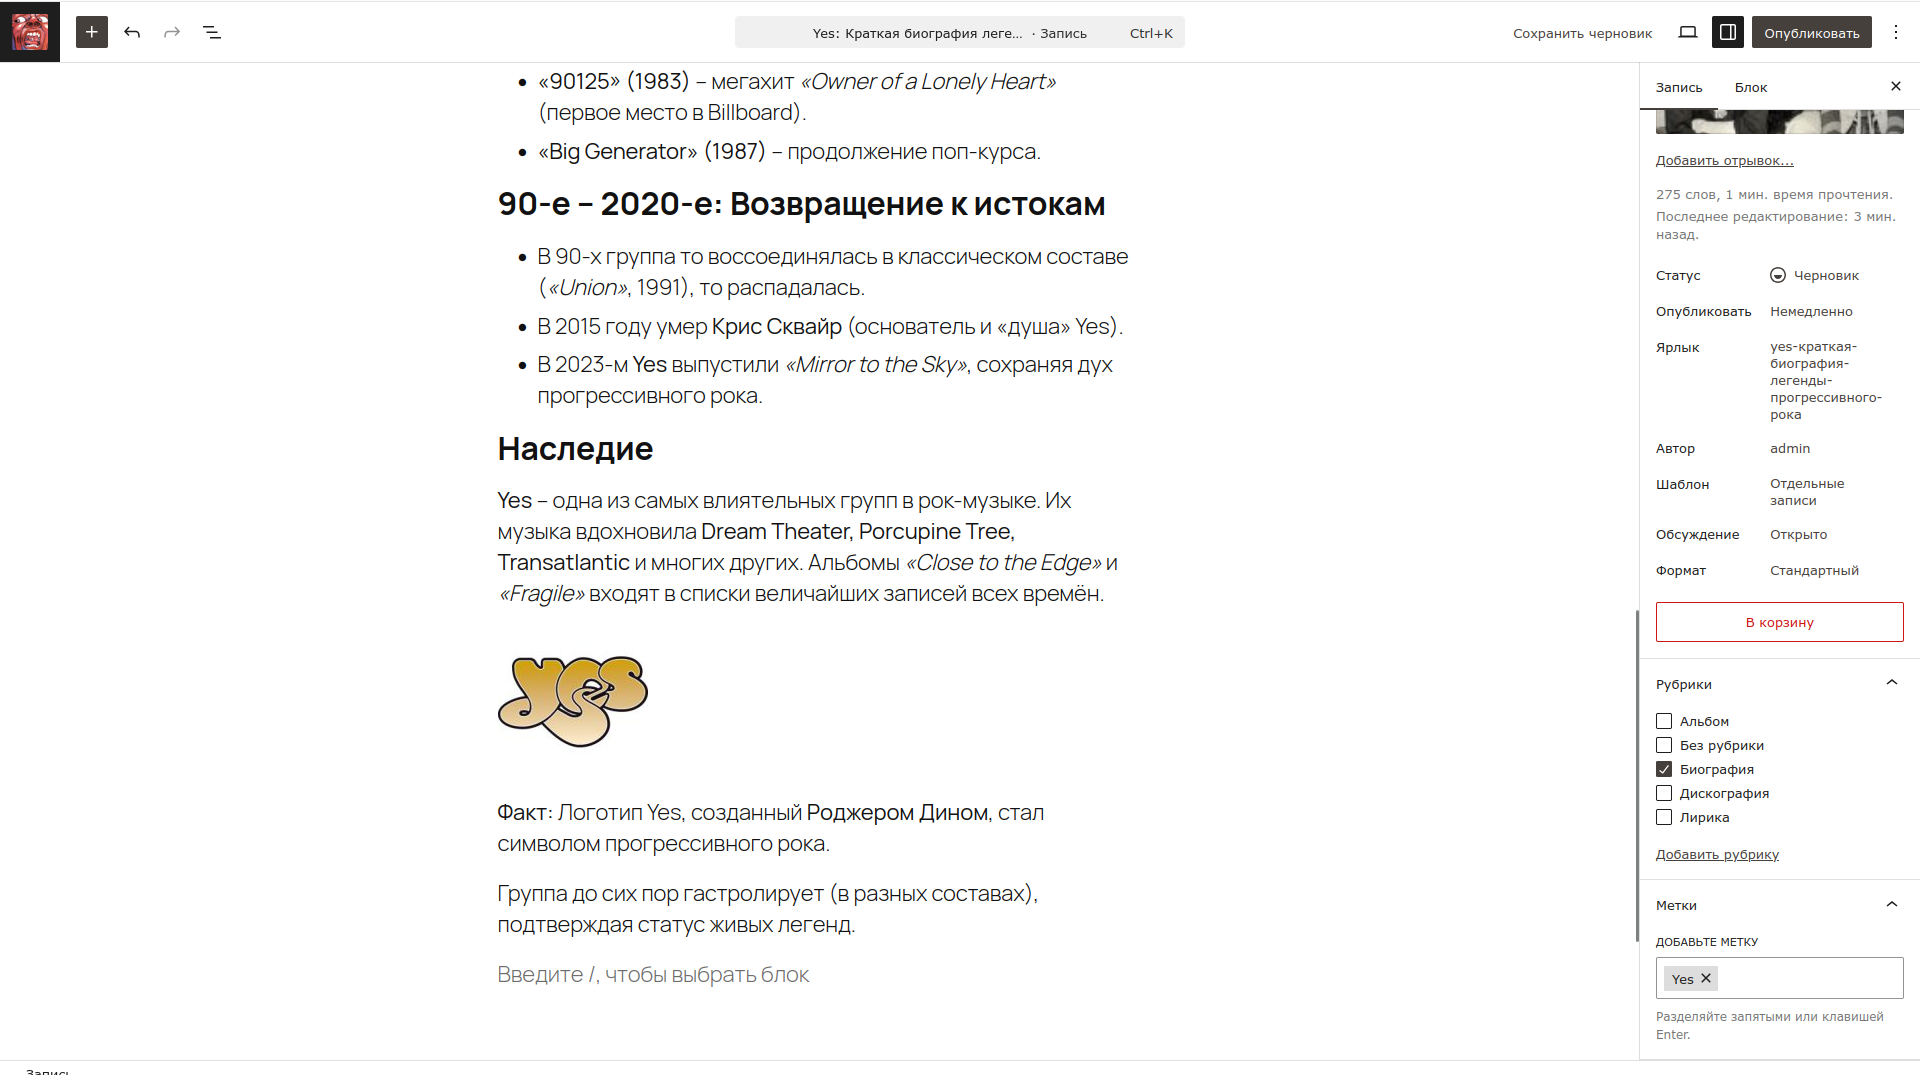 Yes: Краткая биография леге... · Запись Ctrl+K
Сохранить черновик
Опубликовать
«90125» (1983) – мегахит «Owner of a Lonely Heart»
(первое место в Billboard).
«Big Generator» (1987) – продолжение поп-курса.
90-е – 2020-е: Возвращение к истокам
В 90-х группа то воссоединялась в классическом составе
(«Union», 1991), то распадалась.
В 2015 году умер Крис Сквайр (основатель и «душа» Yes).
В 2023-м Yes выпустили «Mirror to the Sky», сохраняя дух
прогрессивного рока.
Наследие
Yes – одна из самых влиятельных групп в рок-музыке. Их
музыка вдохновила Dream Theater, Porcupine Tree,
Transatlantic и многих других. Альбомы «Close to the Edge» и
«Fragile» входят в списки величайших записей всех времён.
yes
Факт: Логотип Yes, созданный Роджером Дином, стал
символом прогрессивного рока.
Группа до сих пор гастролирует (в разных составах),
подтверждая статус живых легенд.
Введите /, чтобы выбрать блок
Запись Блок
Добавить отрывок...
275 слов, 1 мин. время прочтения.
Последнее редактирование: 3 мин.
назад.
Статус Черновик
Опубликовать Немедленно
Ярлык yes-краткая-
биография-
легенды-
прогрессивного-
рока
Автор admin
Шаблон Отдельные
записи
Обсуждение Открыто
Формат Стандартный
В корзину
Рубрики
Альбом
Без рубрики
Биография
Дискография
Лирика
Добавить рубрику
Метки
ДОБАВЬТЕ МЕТКУ
Yes
Разделяйте запятыми или клавишей
Enter.
Запись